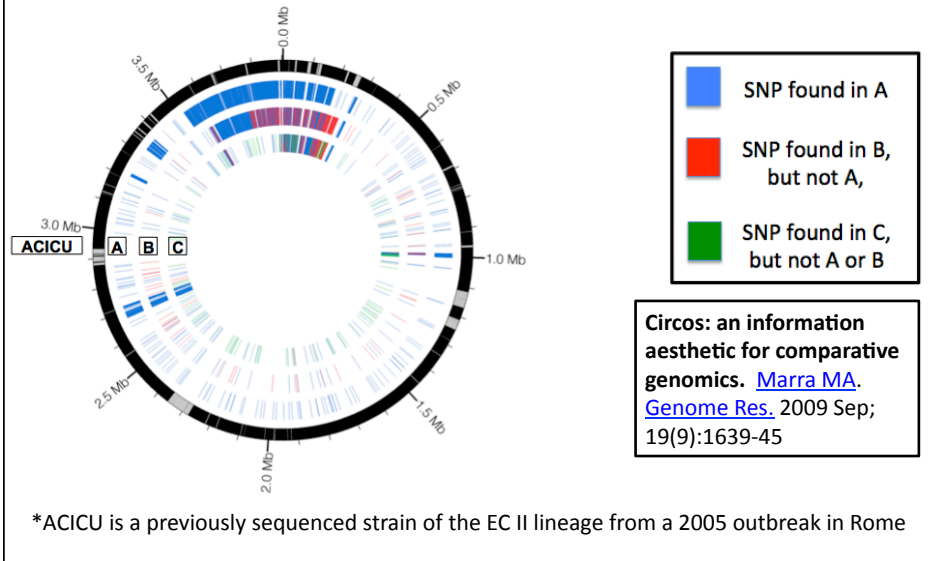 0.0 Mb
0.5 Mb
1.0 Mb
1.5 Mb
2.0 Mb
2.5 Mb
3.0 Mb
3.5 Mb
ACICU
A
B
C
SNP found in A
SNP found in B,
but not A,
SNP found in C,
but not A or B
Circos: an information
aesthetic for comparative
genomics. Marra MA.
Genome Res. 2009 Sep;
19(9):1639-45
*ACICU is a previously sequenced strain of the EC II lineage from a 2005 outbreak in Rome